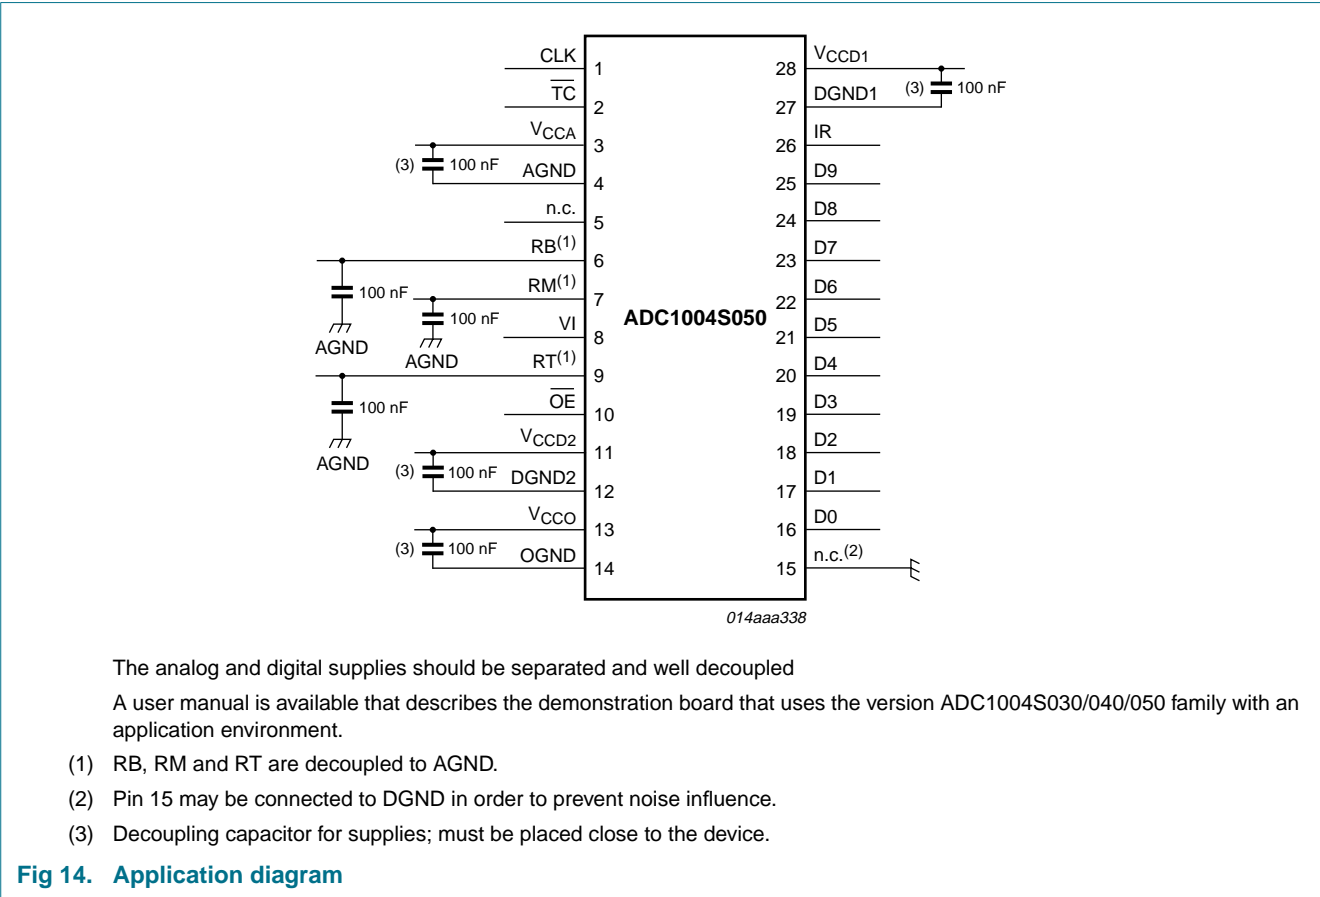 CLK 1 28 VCCD1
(3) 100 nF
TC 2 27 DGND1
VCCA 3 26 IR
(3) 100 nF
AGND 4 25 D9
n.c. 5 24 D8
RB(1) 6 23 D7
100 nF
AGND
RM(1) 7 22 D6
100 nF
AGND
ADC1004S050
VI 8 21 D5
RT(1) 9 20 D4
100 nF
AGND
OE 10 19 D3
VCCD2 11 18 D2
(3) 100 nF
DGND2 12 17 D1
VCCO 13 16 D0
(3) 100 nF
OGND 14 15 n.c.(2)
014aaa338
The analog and digital supplies should be separated and well decoupled
A user manual is available that describes the demonstration board that uses the version ADC1004S030/040/050 family with an
application environment.
(1) RB, RM and RT are decoupled to AGND.
(2) Pin 15 may be connected to DGND in order to prevent noise influence.
(3) Decoupling capacitor for supplies; must be placed close to the device.
Fig 14. Application diagram